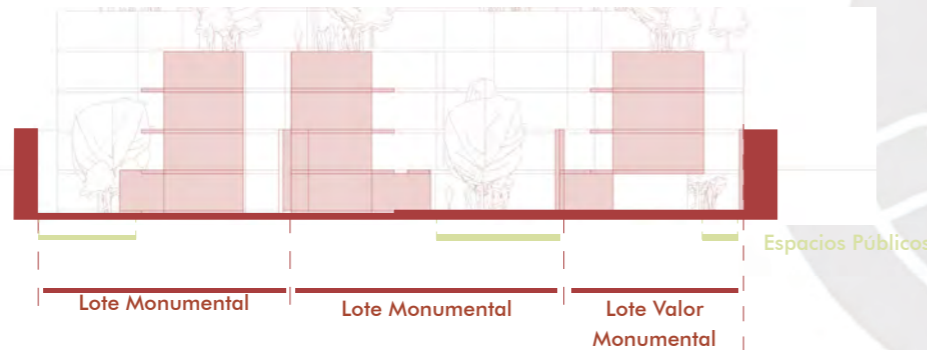 Espacios Públicos
Lote Monumental
Lote Monumental
Lote Valor
Monumental